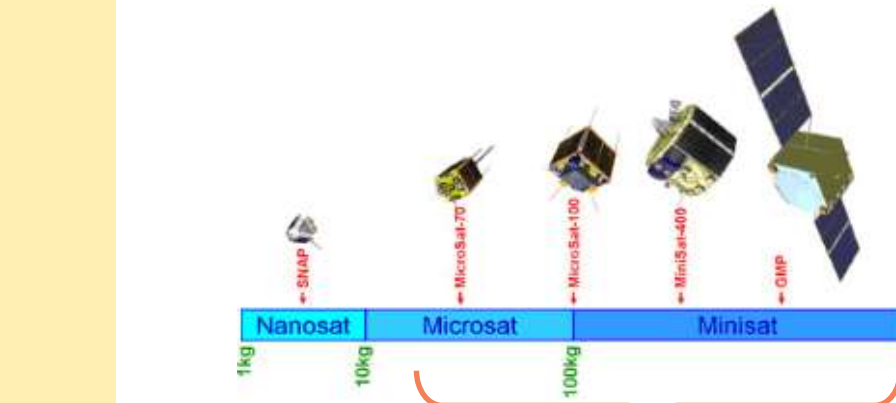 SNAP
MicroSat-70
MicroSat-100
MiniSat-400
GMP
Nanosat
Microsat
Minisat
1kg
10kg
100kg